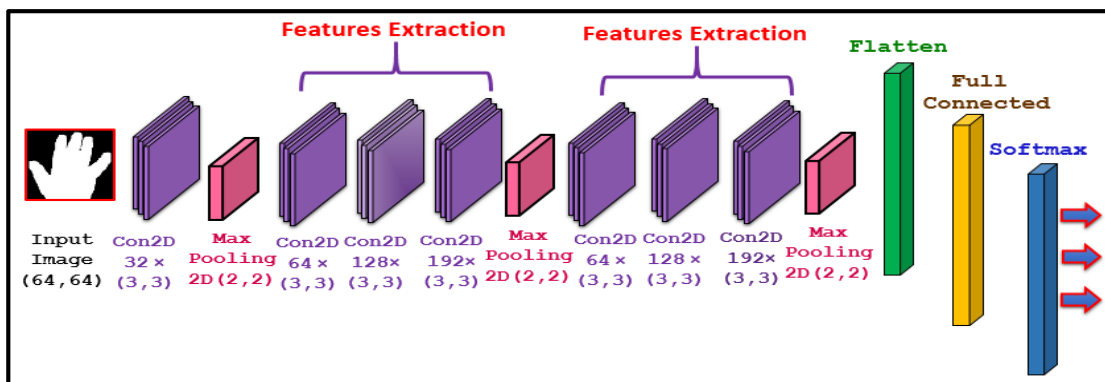 Features Extraction
Features Extraction
Flatten
Full
Connected
Softmax
Input
Image
(64,64)
Con2D
32×
(3,3)
Max
Pooling
2D(2,2)
Con2D
64×
(3,3)
Con2D
128×
(3,3)
Con2D
192×
(3,3)
Max
Pooling
2D(2,2)
Con2D
64×
(3,3)
Con2D
128×
(3,3)
Con2D
192×
(3,3)
Max
Pooling
2D(2,2)